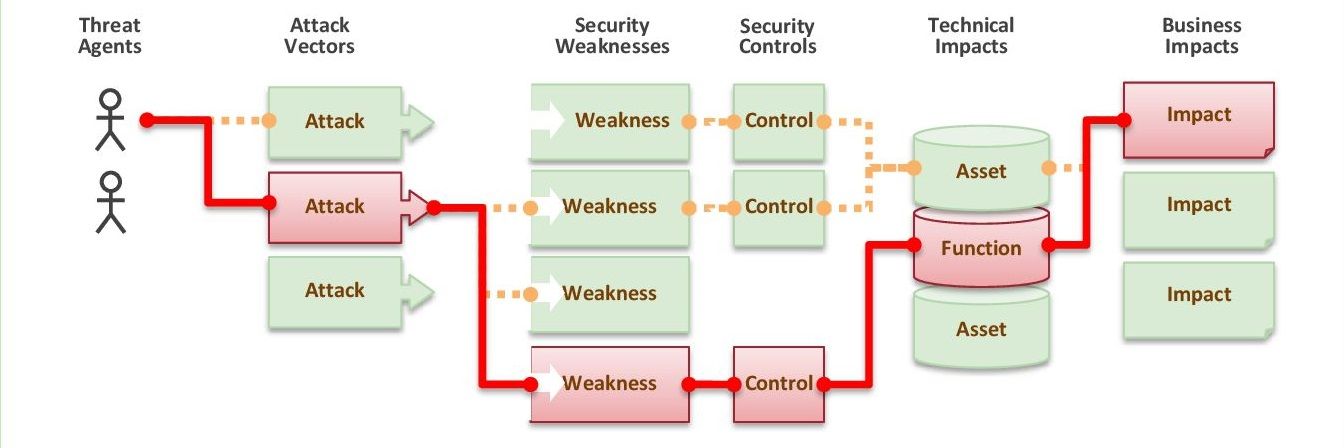 Threat
Agents
Attack
Vectors
Security
Weaknesses
Security
Controls
Technical
Impacts
Business
Impacts
Attack
Weakness
Control
Impact
Asset
Attack
Weakness
Control
Impact
Function
Attack
Weakness
Impact
Asset
Weakness
Control